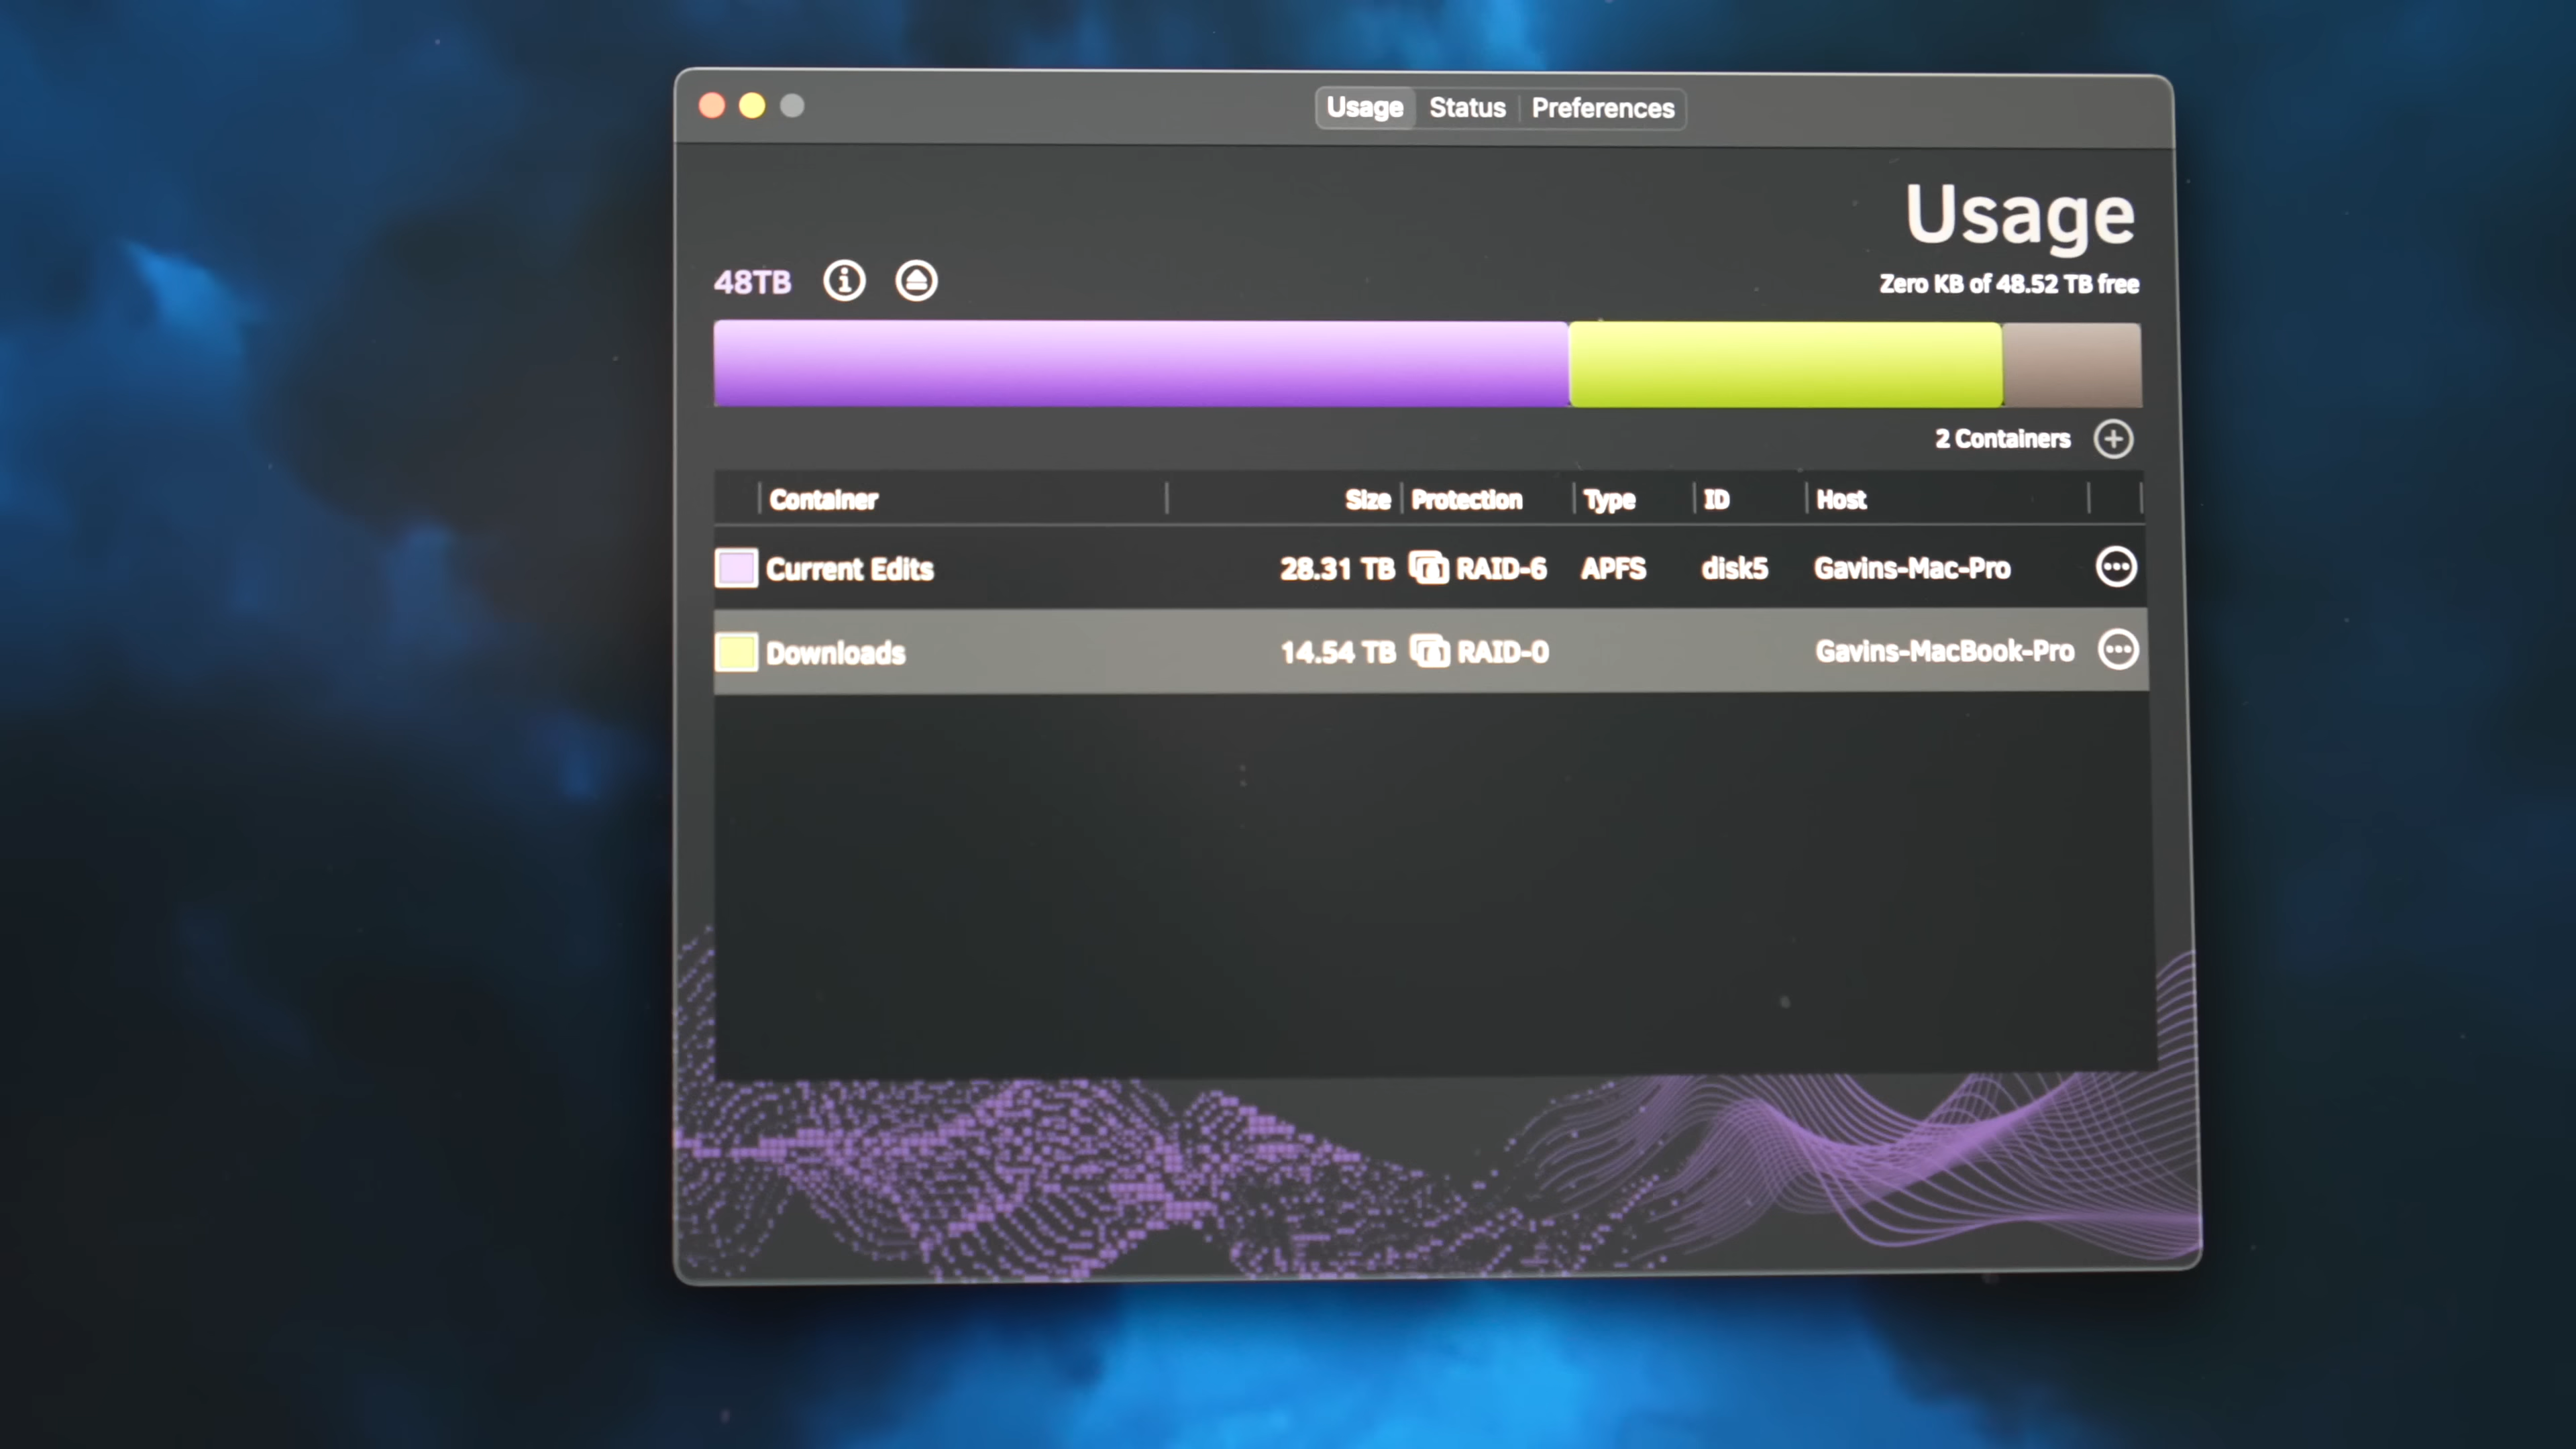 Usage Status Preferences
Usage
48TB
Zero KB of 48.52 TB free
2 Containers
Container Size Protection Type ID Host
Current Edits 28.31 TB RAID-6 APFS disk5 Gavins-Mac-Pro
Downloads 14.54 TB RAID-0 Gavins-MacBook-Pro